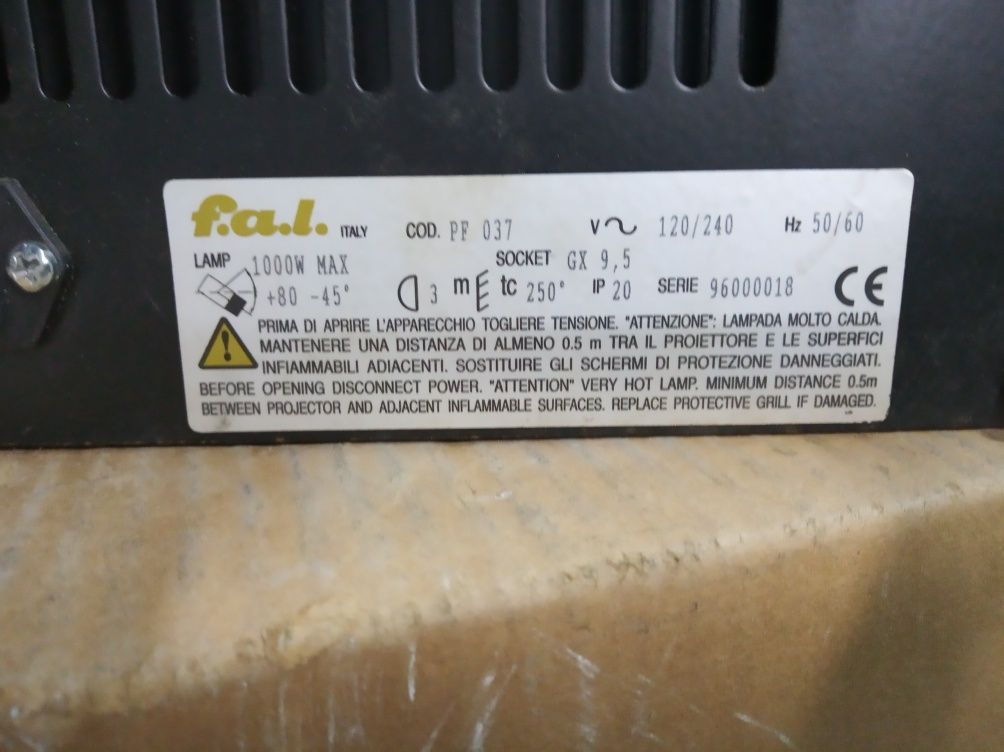 f.a.l. ITALY COD. PF 037 V 120/240 Hz 50/60
LAMP 1000W MAX SOCKET GX 9,5
+80 -45° 3 m tc 250° IP 20 SERIE 96000018 CE
PRIMA DI APRIRE L'APPARECCHIO TOGLIERE TENSIONE. "ATTENZIONE": LAMPADA MOLTO CALDA.
MANTENERE UNA DISTANZA DI ALMENO 0.5 m TRA IL PROIETTORE E LE SUPERFICI
INFIAMMABILI ADIACENTI. SOSTITUIRE GLI SCHERMI DI PROTEZIONE DANNEGGIATI.
BEFORE OPENING DISCONNECT POWER. "ATTENTION" VERY HOT LAMP. MINIMUM DISTANCE 0.5m
BETWEEN PROJECTOR AND ADJACENT INFLAMMABLE SURFACES. REPLACE PROTECTIVE GRILL IF DAMAGED.